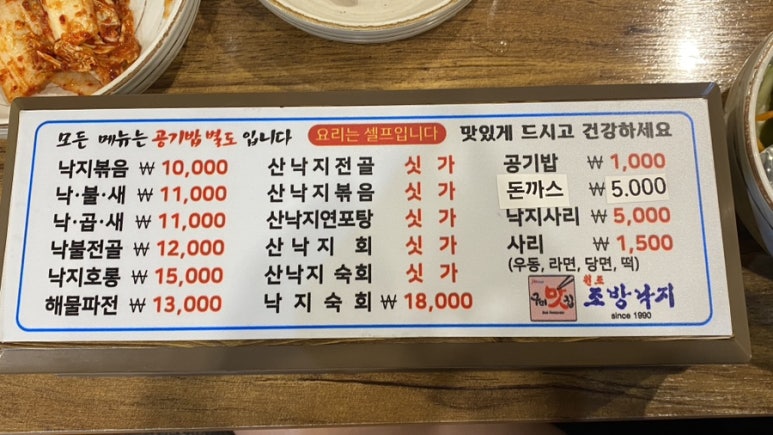 모든 메뉴는 공기밥 별도 입니다 요리는 셀프입니다 맛있게 드시고 건강하세요
낙지볶음 ₩ 10,000 산낙지전골 싯가 공기밥 ₩ 1,000
낙·불·새 ₩ 11,000 산낙지볶음 싯가 돈까스 ₩ 5.000
낙·곱·새 ₩ 11,000 산낙지연포탕 싯가 낙지사리 ₩ 5,000
낙불전골 ₩ 12,000 산낙지회 싯가 사리 ₩ 1,500
(우동, 라면, 당면, 떡)
낙지호롱 ₩ 15,000 산낙지 숙회 싯가
해물파전 ₩ 13,000 낙지숙회 ₩ 18,000
우리맛집
원조
조방낙지
since 1990